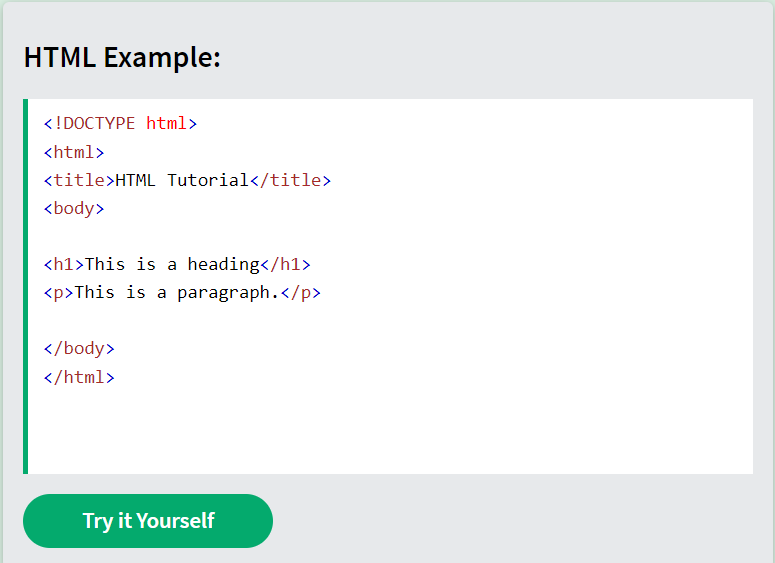 HTML Example:
<!DOCTYPE html>
<html>
<title>HTML Tutorial</title>
<body>
<h1>This is a heading</h1>
<p>This is a paragraph.</p>
</body>
</html>
Try it Yourself